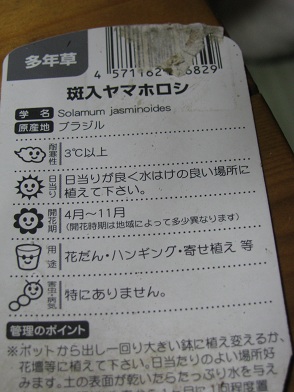 多年草
4 571162 6829
斑入ヤマホロシ
学名 Solamum jasminoides
原産地 ブラジル
耐寒性 3℃以上
日当り 日当りが良く水はけの良い場所に
植えて下さい。
開花期 4月～11月
(開花時期は地域によって多少異なります)
用途 花だん・ハンギング・寄せ植え 等
害虫・病気 特にありません。
管理のポイント
※ポットから出し一回り大きい鉢に植え変えるか、
花壇等に植えて下さい。日当たりのよい場所好
みます。土の表面が乾いたらたっぷり水を与え